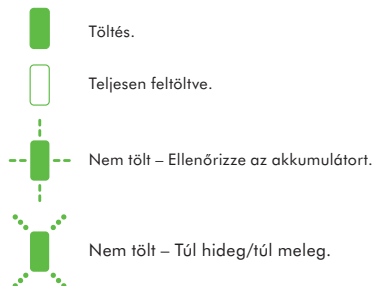 Töltés.
Teljesen feltöltve.
Nem tölt – Ellenőrizze az akkumulátort.
Nem tölt – Túl hideg/túl meleg.